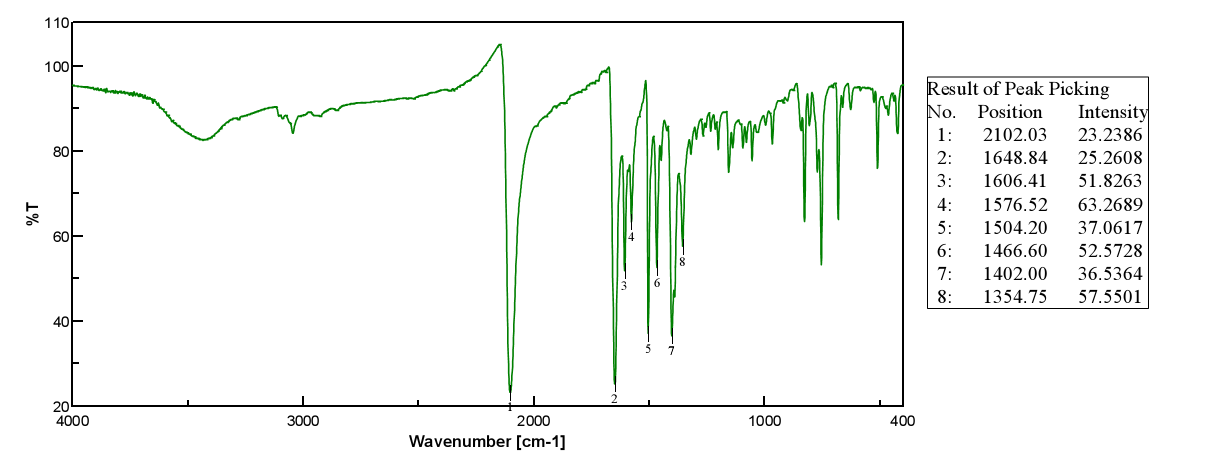 110
100
80
60
40
20
%T
4000
3000
2000
1000
400
Wavenumber [cm-1]
1
2
3
4
5
6
7
8
Result of Peak Picking
No. Position Intensity
1: 2102.03 23.2386
2: 1648.84 25.2608
3: 1606.41 51.8263
4: 1576.52 63.2689
5: 1504.20 37.0617
6: 1466.60 52.5728
7: 1402.00 36.5364
8: 1354.75 57.5501